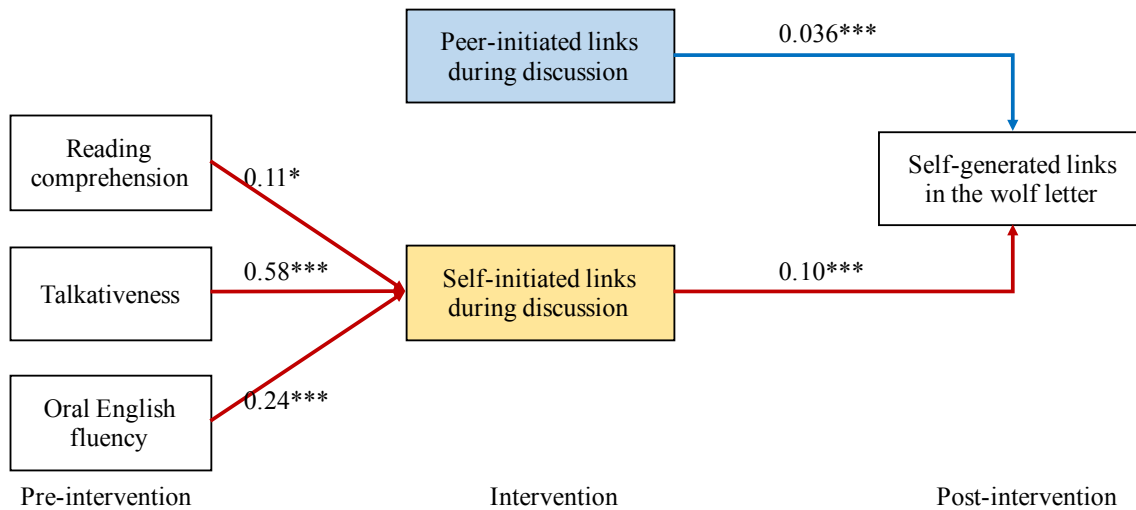 Peer-initiated links
during discussion
0.036***
Reading
comprehension
0.11*
Self-generated links
in the wolf letter
Talkativeness
0.58***
Self-initiated links
during discussion
0.10***
Oral English
fluency
0.24***
Pre-intervention
Intervention
Post-intervention